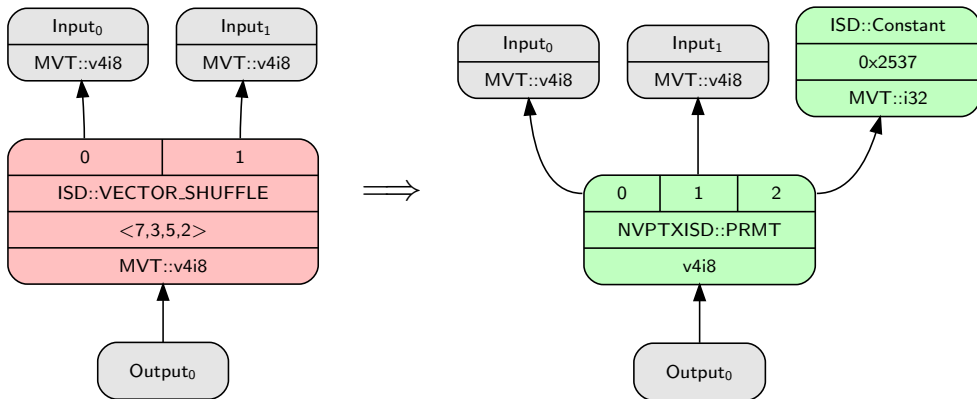 Input₀
MVT::v4i8
Input₁
MVT::v4i8
0 1
ISD::VECTOR_SHUFFLE
<7,3,5,2>
MVT::v4i8
Output₀
⟹
Input₀
MVT::v4i8
Input₁
MVT::v4i8
ISD::Constant
0x2537
MVT::i32
0 1 2
NVPTXISD::PRMT
v4i8
Output₀